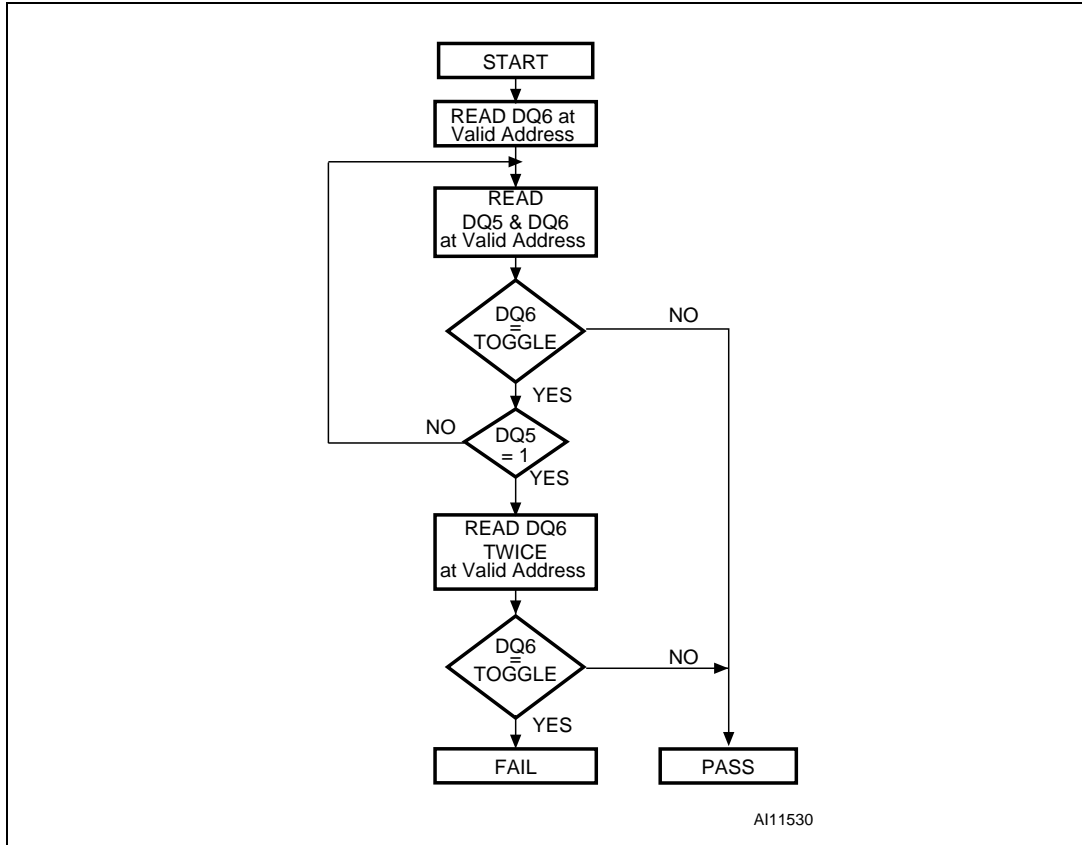 START
READ DQ6 at
Valid Address
READ
DQ5 & DQ6
at Valid Address
DQ6
=
TOGGLE
NO
YES
NO
DQ5
= 1
YES
READ DQ6
TWICE
at Valid Address
DQ6
=
TOGGLE
NO
YES
FAIL
PASS
AI11530